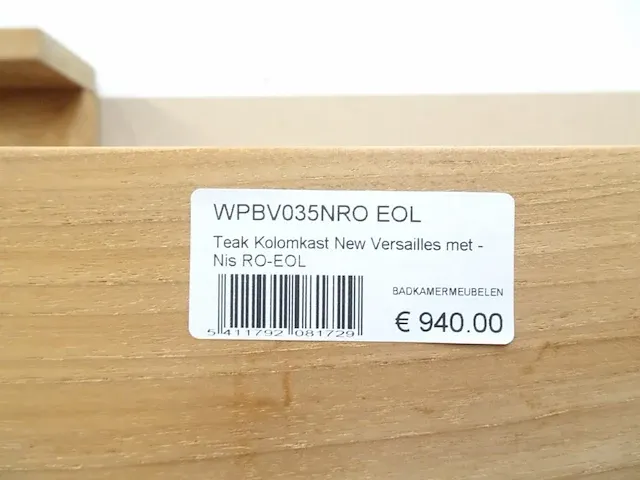 WPBV035NRO EOL
Teak Kolomkast New Versailles met -
Nis RO-EOL
BADKAMERMEUBELEN
5 411792 081729
€ 940.00